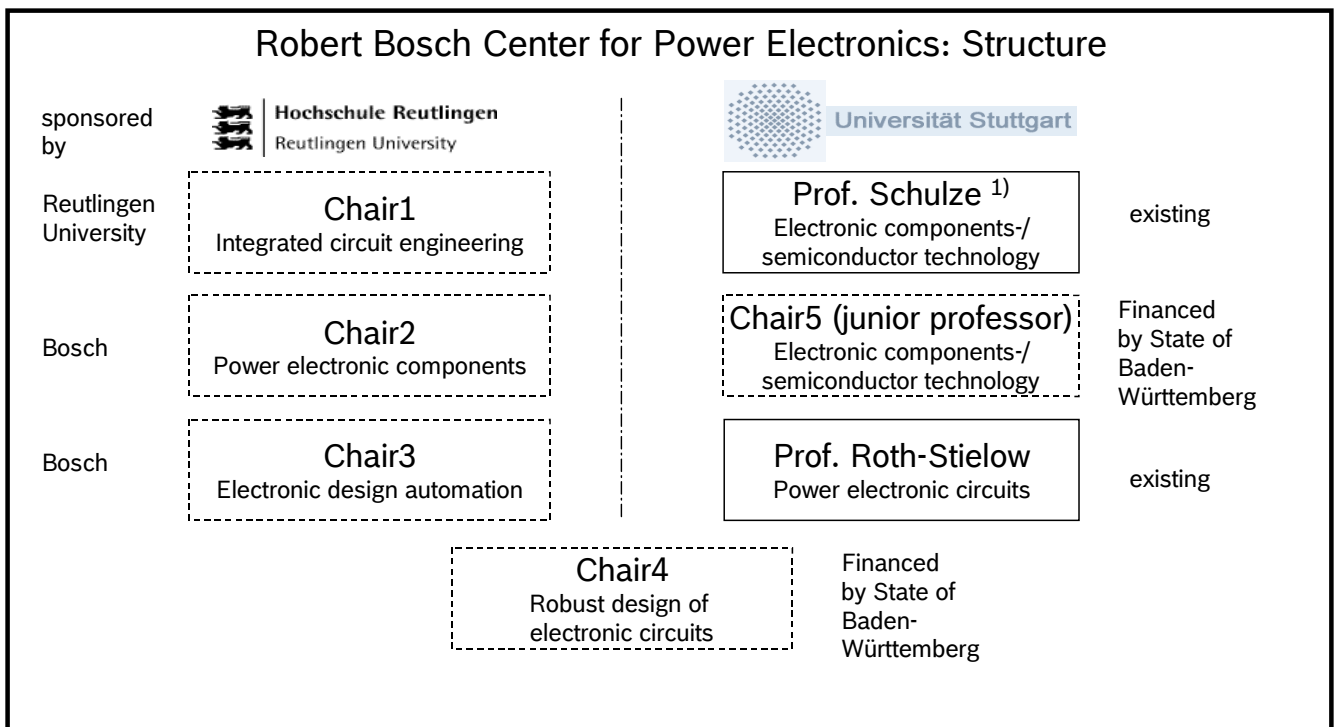 Robert Bosch Center for Power Electronics: Structure
sponsored
by
Hochschule Reutlingen
Reutlingen University
Universität Stuttgart
Reutlingen
University
Chair1
Integrated circuit engineering
Prof. Schulze 1)
Electronic components-/
semiconductor technology
existing
Bosch
Chair2
Power electronic components
Chair5 (junior professor)
Electronic components-/
semiconductor technology
Financed
by State of
Baden-
Württemberg
Bosch
Chair3
Electronic design automation
Prof. Roth-Stielow
Power electronic circuits
existing
Chair4
Robust design of
electronic circuits
Financed
by State of
Baden-
Württemberg